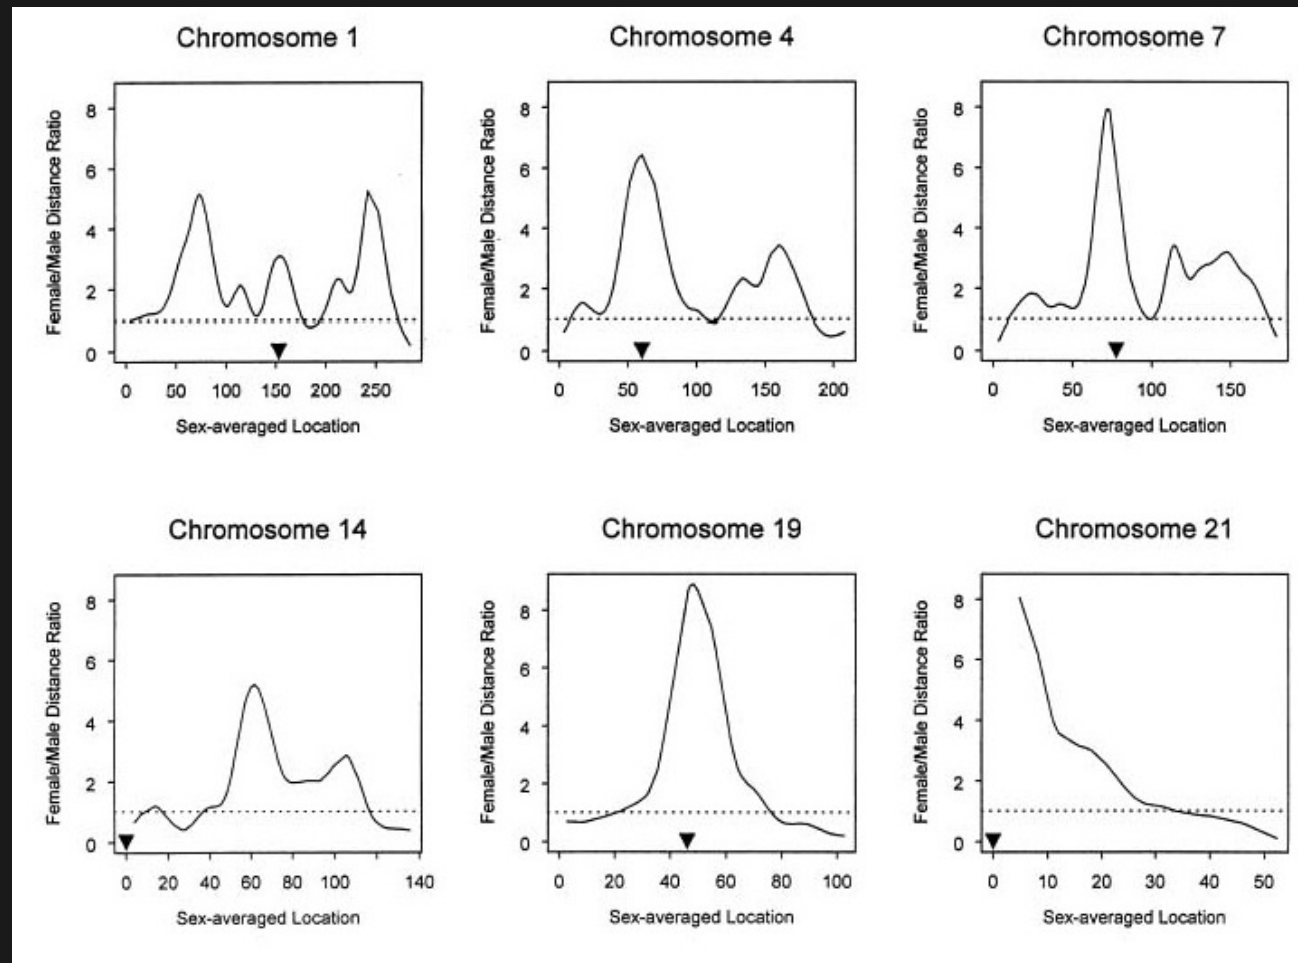 Chromosome 1
Female/Male Distance Ratio
8
6
4
2
0
0 50 100 150 200 250
Sex-averaged Location
Chromosome 4
Female/Male Distance Ratio
8
6
4
2
0
0 50 100 150 200
Sex-averaged Location
Chromosome 7
Female/Male Distance Ratio
8
6
4
2
0
0 50 100 150
Sex-averaged Location
Chromosome 14
Female/Male Distance Ratio
8
6
4
2
0
0 20 40 60 80 100 140
Sex-averaged Location
Chromosome 19
Female/Male Distance Ratio
8
6
4
2
0
0 20 40 60 80 100
Sex-averaged Location
Chromosome 21
Female/Male Distance Ratio
8
6
4
2
0
0 10 20 30 40 50
Sex-averaged Location